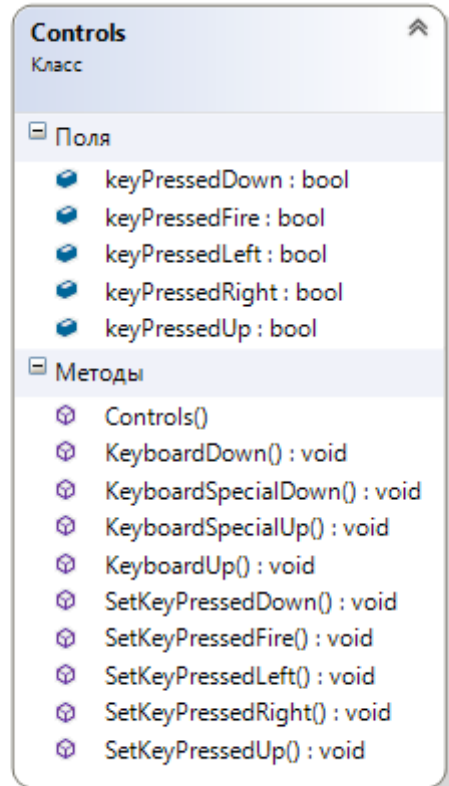 Controls
Класс
Поля
keyPressedDown : bool
keyPressedFire : bool
keyPressedLeft : bool
keyPressedRight : bool
keyPressedUp : bool
Методы
Controls()
KeyboardDown() : void
KeyboardSpecialDown() : void
KeyboardSpecialUp() : void
KeyboardUp() : void
SetKeyPressedDown() : void
SetKeyPressedFire() : void
SetKeyPressedLeft() : void
SetKeyPressedRight() : void
SetKeyPressedUp() : void